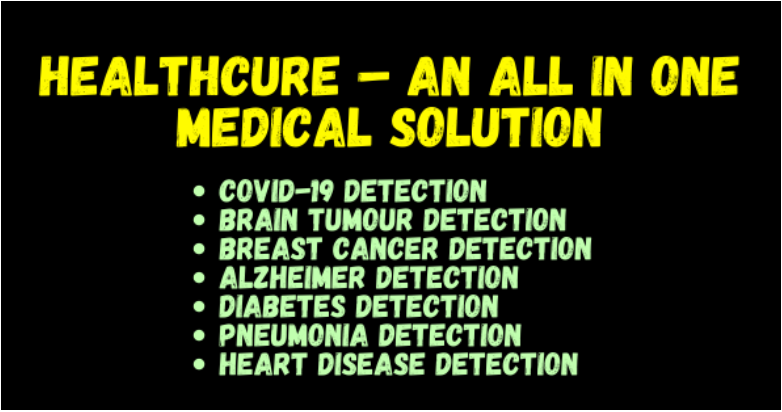 HEALTHCURE – AN ALL IN ONE
MEDICAL SOLUTION
• COVID-19 DETECTION
• BRAIN TUMOUR DETECTION
• BREAST CANCER DETECTION
• ALZHEIMER DETECTION
• DIABETES DETECTION
• PNEUMONIA DETECTION
• HEART DISEASE DETECTION